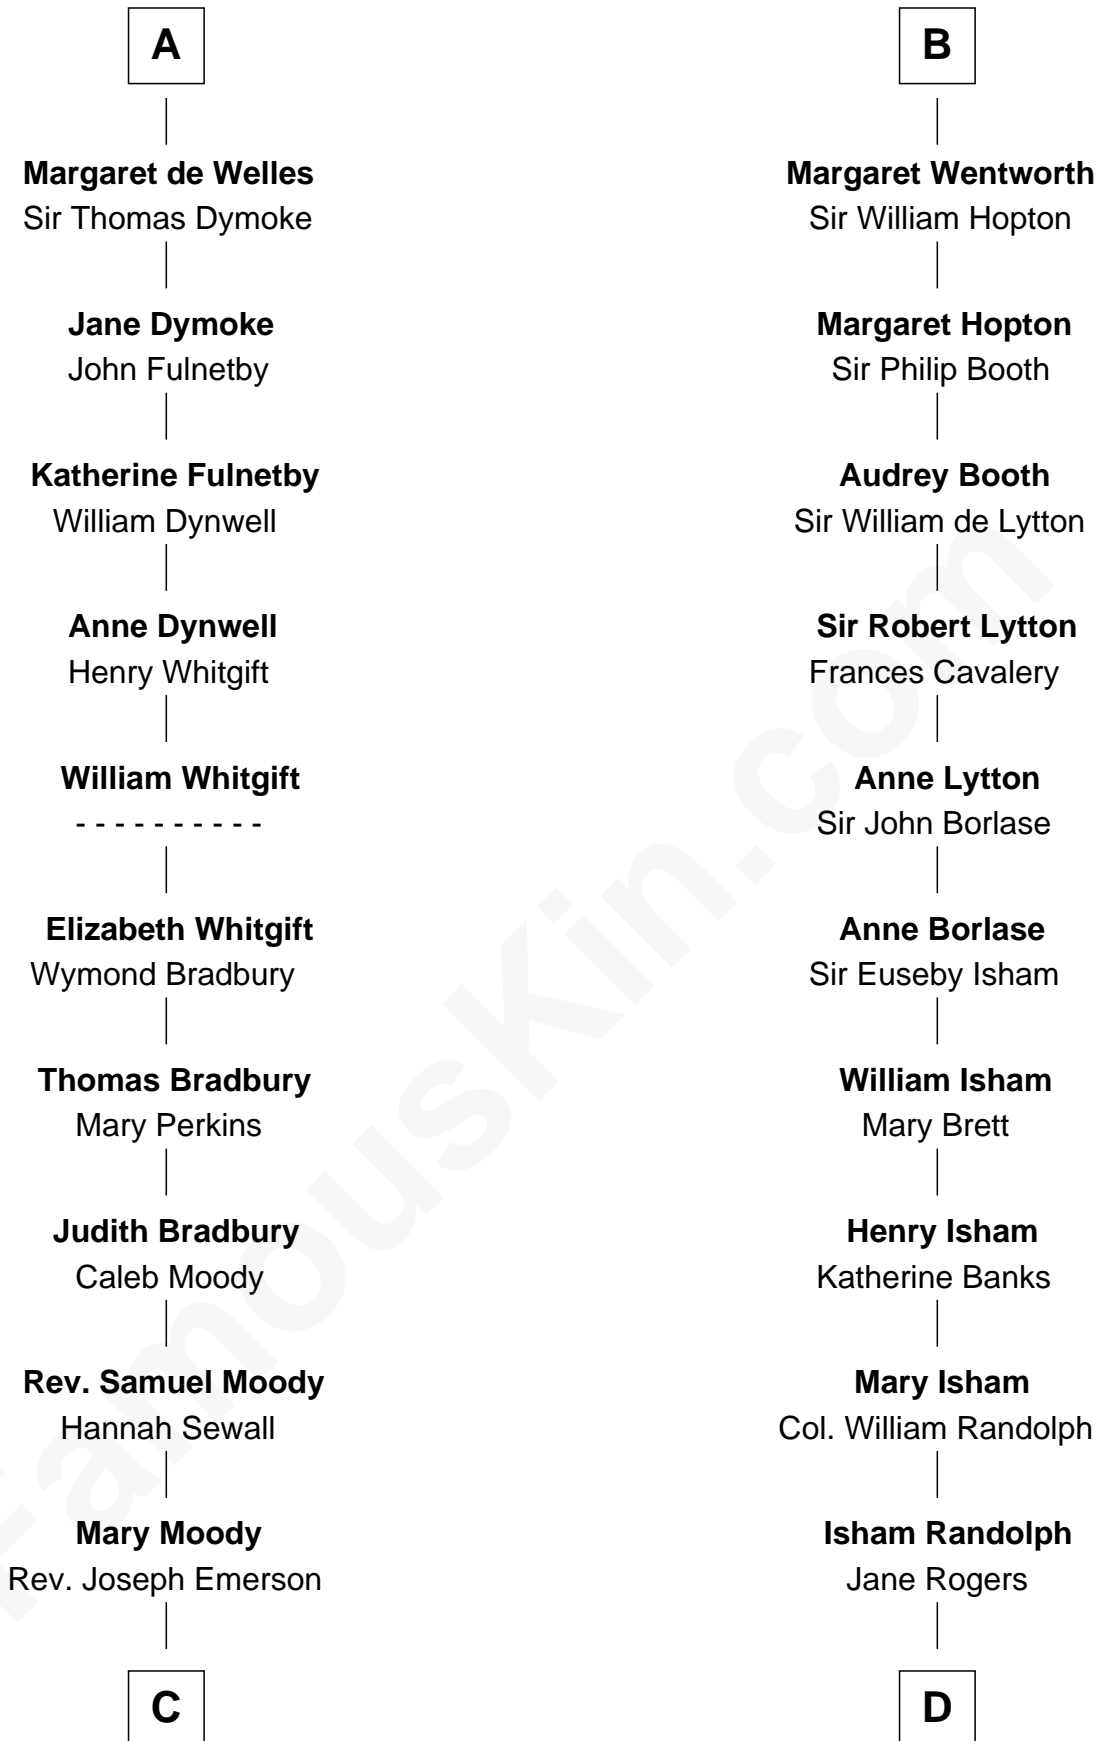 A
Margaret de Welles
Sir Thomas Dymoke
Jane Dymoke
John Fulnetby
Katherine Fulnetby
William Dynwell
Anne Dynwell
Henry Whitgift
William Whitgift
- - - - - - - - - -
Elizabeth Whitgift
Wymond Bradbury
Thomas Bradbury
Mary Perkins
Judith Bradbury
Caleb Moody
Rev. Samuel Moody
Hannah Sewall
Mary Moody
Rev. Joseph Emerson
C
B
Margaret Wentworth
Sir William Hopton
Margaret Hopton
Sir Philip Booth
Audrey Booth
Sir William de Lytton
Sir Robert Lytton
Frances Cavalery
Anne Lytton
Sir John Borlase
Anne Borlase
Sir Euseby Isham
William Isham
Mary Brett
Henry Isham
Katherine Banks
Mary Isham
Col. William Randolph
Isham Randolph
Jane Rogers
D
FamousKin.com